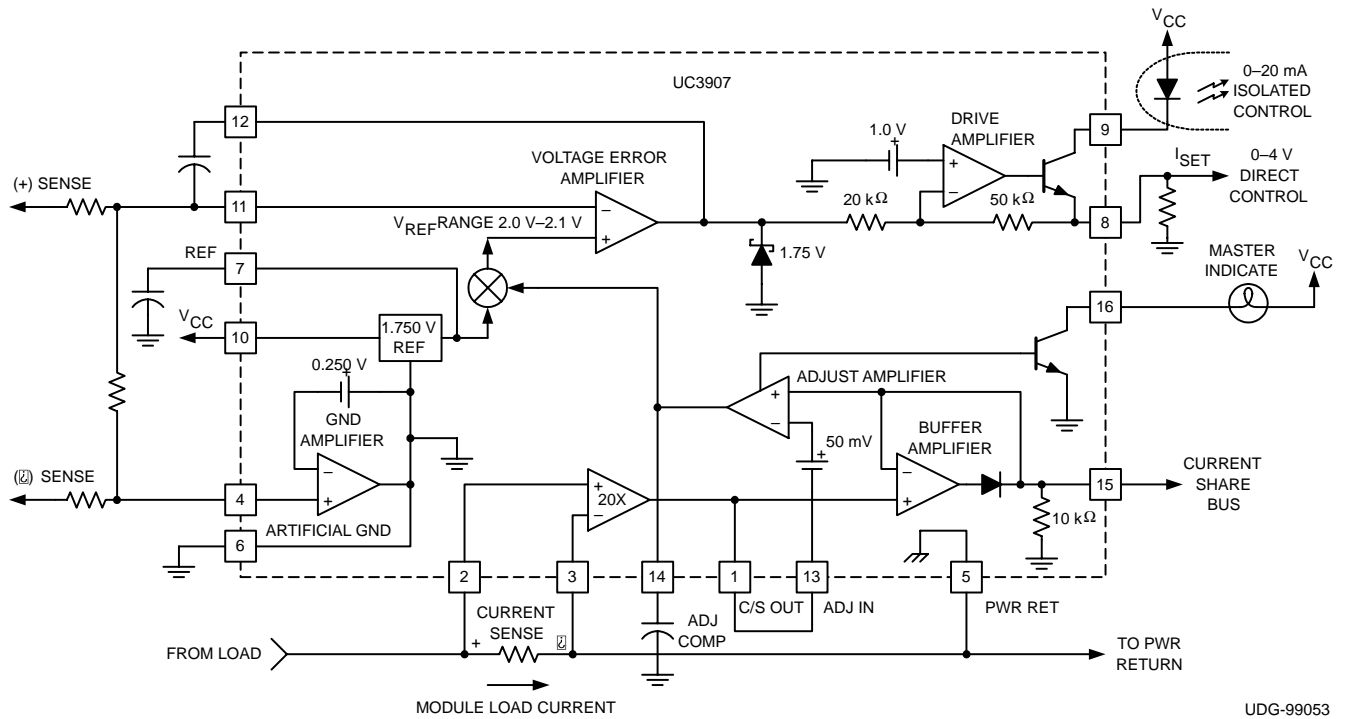 VCC
UC3907
0–20 mA
ISOLATED
CONTROL
12
DRIVE
AMPLIFIER
1.0 V
+
9
VOLTAGE ERROR
AMPLIFIER
+
−
ISET
0–4 V
DIRECT
CONTROL
(+) SENSE
11
−
+
20 kΩ
50 kΩ
8
VREF RANGE 2.0 V–2.1 V
1.75 V
REF
7
MASTER
INDICATE
VCC
VCC
10
1.750 V
REF
16
0.250 V
+
GND
AMPLIFIER
ADJUST AMPLIFIER
+
−
50 mV
+
BUFFER
AMPLIFIER
−
+
−
+
(⍰) SENSE
4
+
−
20X
15
CURRENT
SHARE
BUS
10 kΩ
ARTIFICIAL GND
6
2
3
14
1
13
5
C/S OUT
ADJ IN
PWR RET
CURRENT
SENSE
+
⍰
ADJ
COMP
FROM LOAD
TO PWR
RETURN
MODULE LOAD CURRENT
UDG-99053